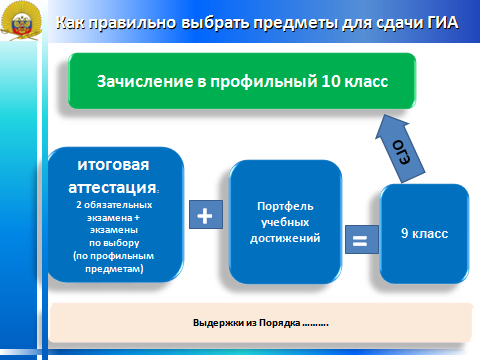 Как правильно выбрать предметы для сдачи ГИА
Зачисление в профильный 10 класс
ОГЭ
итоговая
аттестация:
2 обязательных
экзамена +
экзамены
по выбору
(по профильным
предметам)
+
Портфель
учебных
достижений
=
9 класс
Выдержки из Порядка ……….